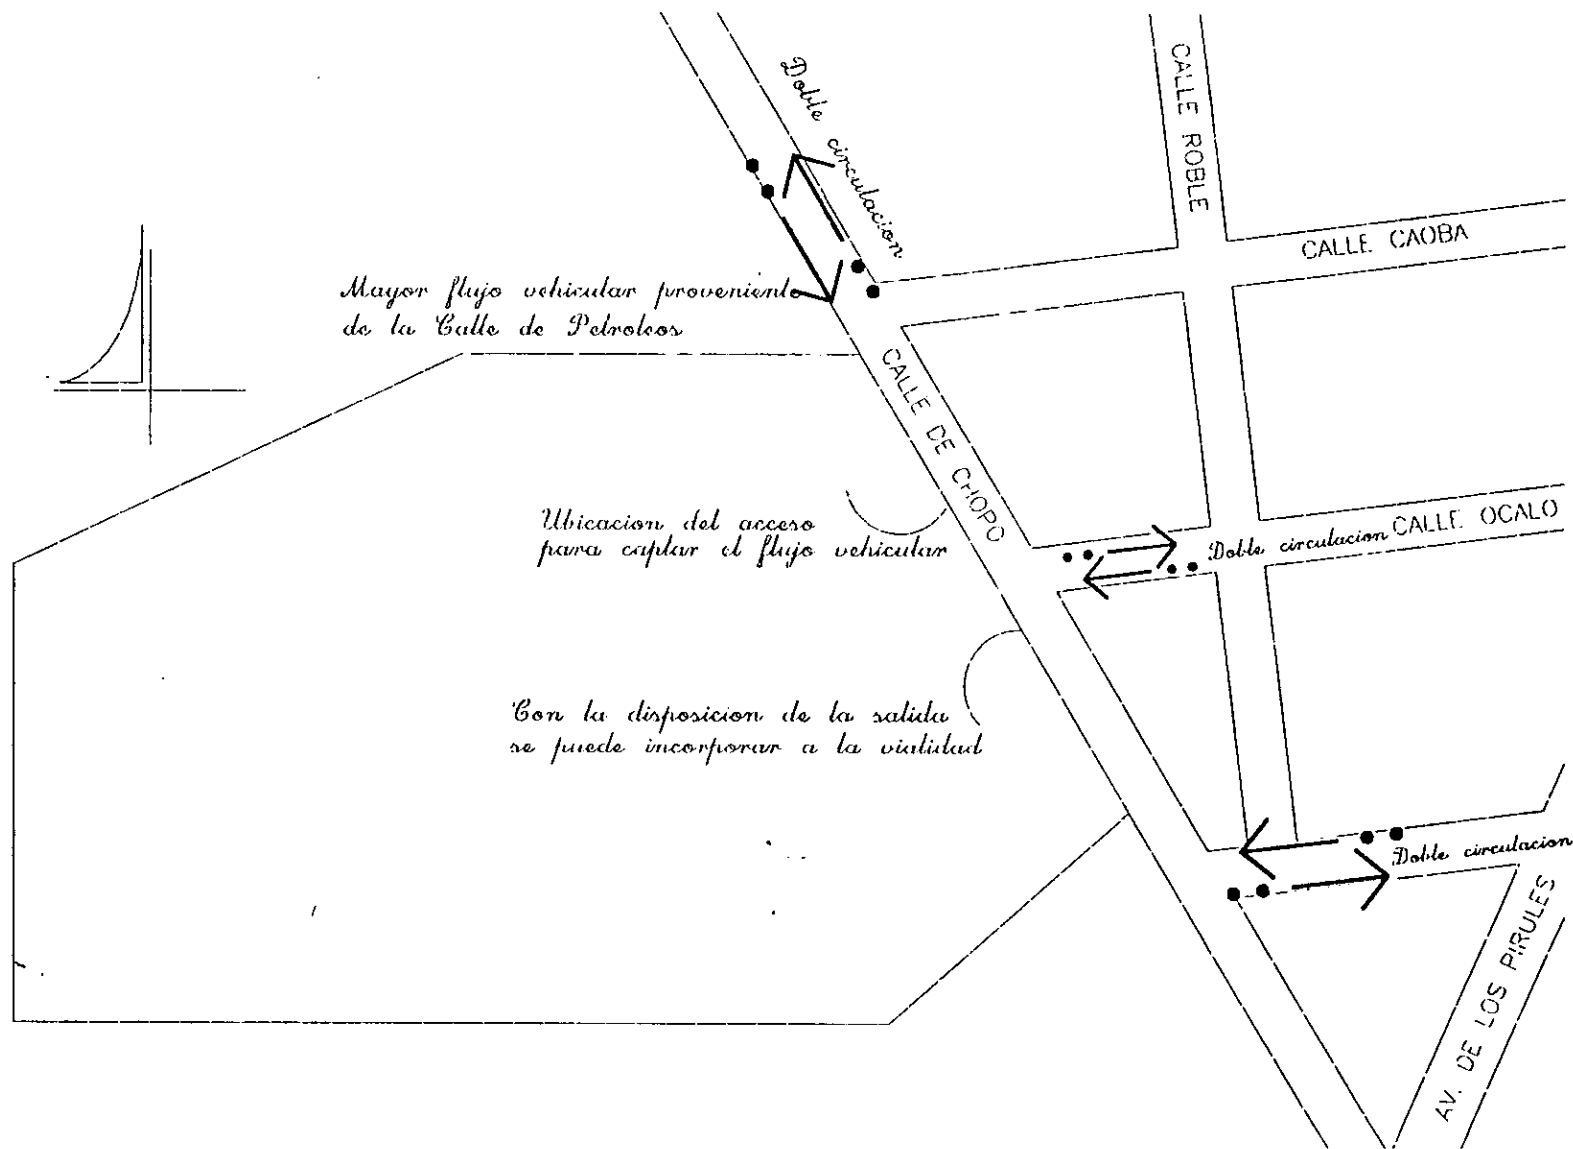 Doble circulacion
CALLE ROBLE
CALLE CAOBA
Mayor flujo vehicular proveniente
de la Calle de Petroleos
CALLE DE CHOPO
Ubicacion del acceso
para captar el flujo vehicular
Doble circulacion
CALLE OCALO
Con la disposicion de la salida
se puede incorporar a la vialidad
Doble circulacion
AV. DE LOS PIRULES